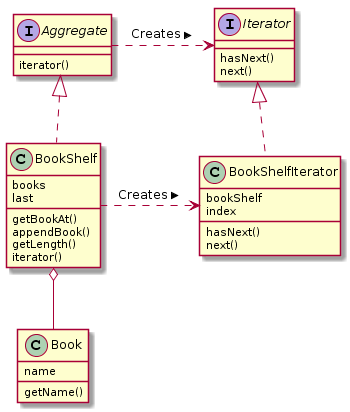 I Aggregate
iterator()
Creates ▶
I Iterator
hasNext()
next()
C BookShelf
books
last
getBookAt()
appendBook()
getLength()
iterator()
Creates ▶
C BookShelfIterator
bookShelf
index
hasNext()
next()
C Book
name
getName()